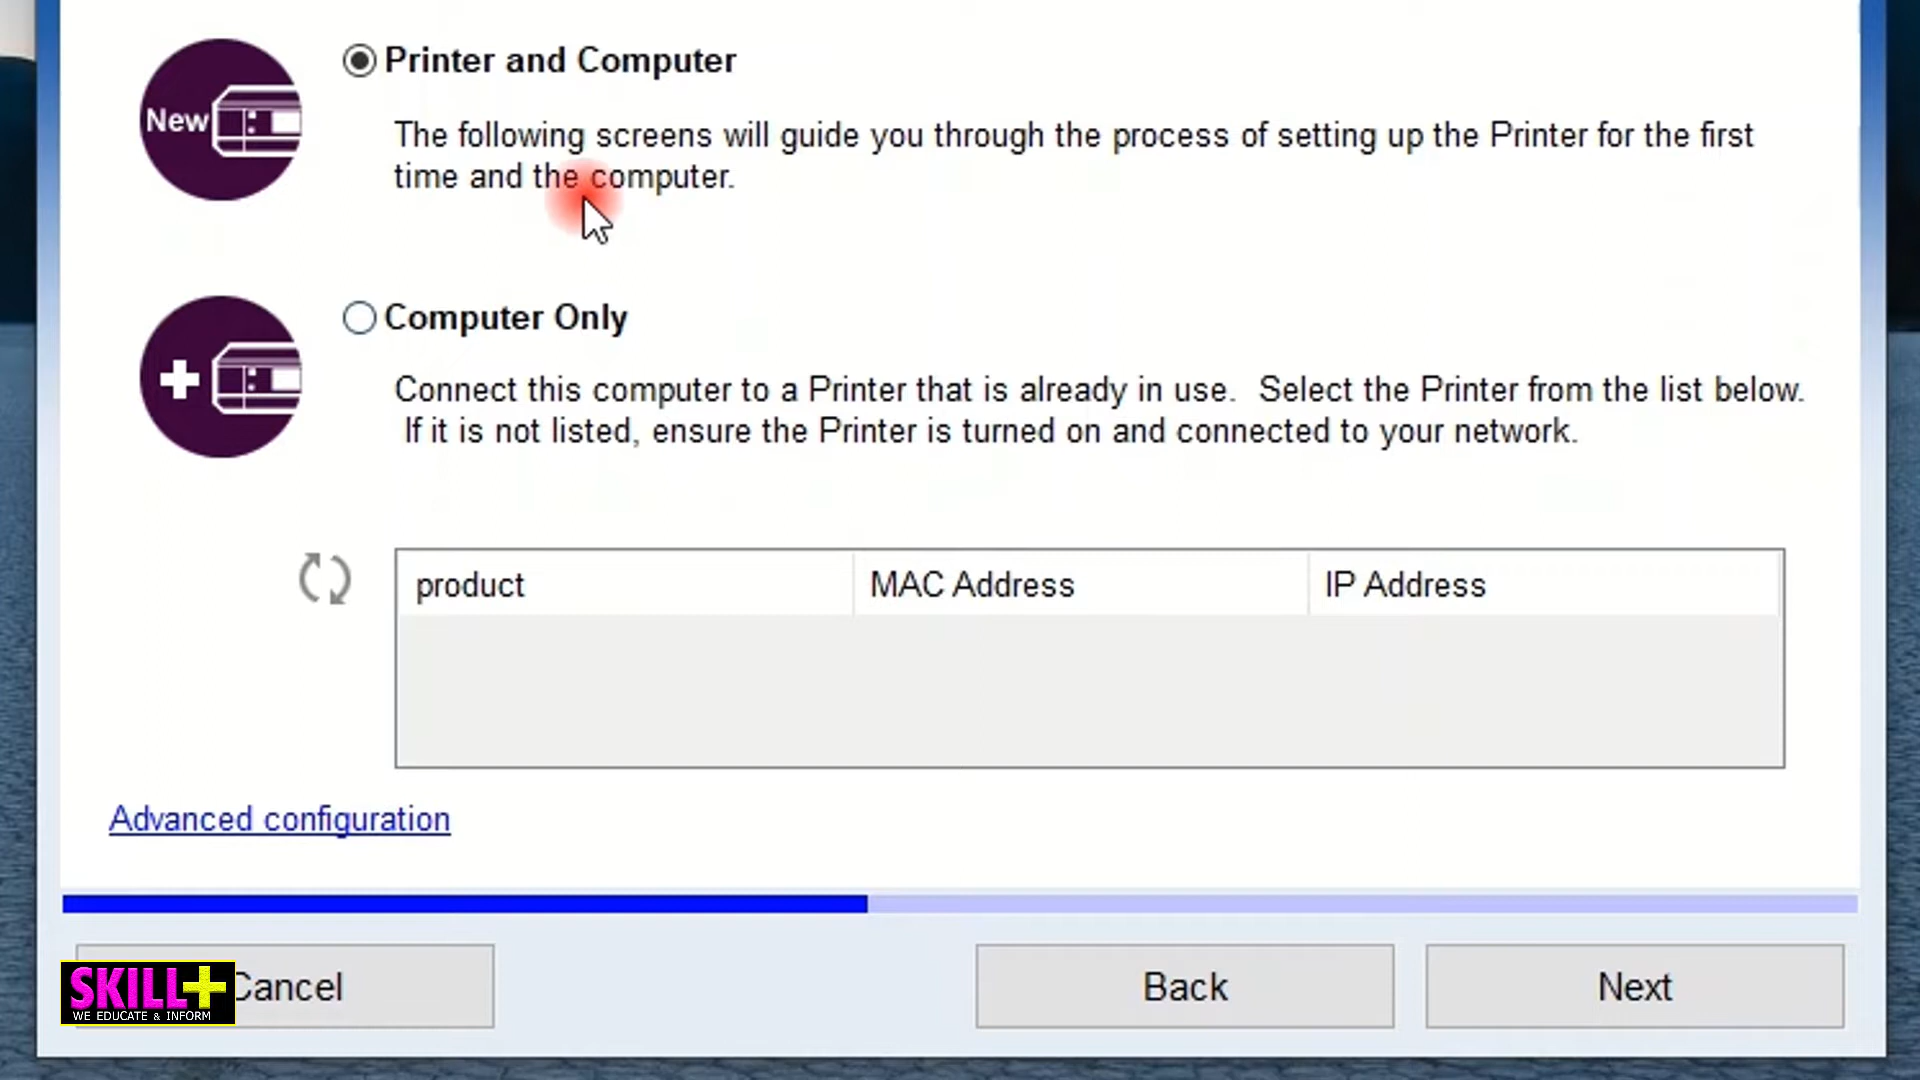 New
Printer and Computer
The following screens will guide you through the process of setting up the Printer for the first
time and the computer.
Computer Only
Connect this computer to a Printer that is already in use. Select the Printer from the list below.
If it is not listed, ensure the Printer is turned on and connected to your network.
product MAC Address IP Address
Advanced configuration
Cancel Back Next
SKILL+
WE EDUCATE & INFORM